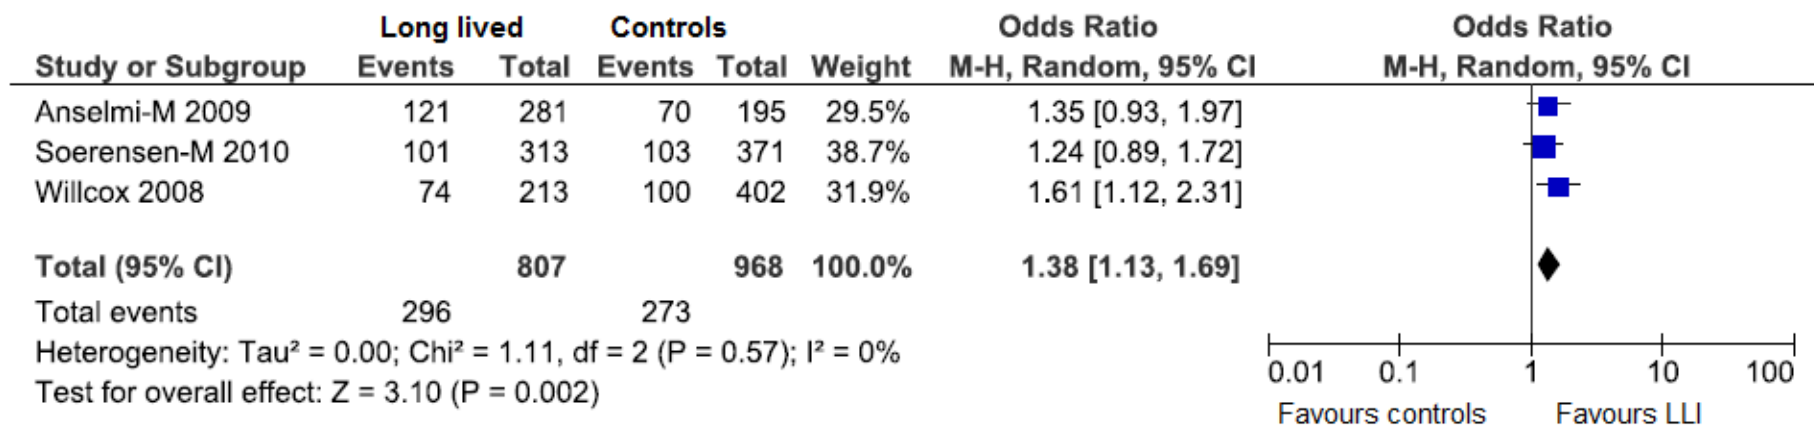 Long lived Controls Odds Ratio Odds Ratio
Study or Subgroup Events Total Events Total Weight M-H, Random, 95% CI M-H, Random, 95% CI
Anselmi-M 2009 121 281 70 195 29.5% 1.35 [0.93, 1.97]
Soerensen-M 2010 101 313 103 371 38.7% 1.24 [0.89, 1.72]
Willcox 2008 74 213 100 402 31.9% 1.61 [1.12, 2.31]
Total (95% CI) 807 968 100.0% 1.38 [1.13, 1.69]
Total events 296 273
Heterogeneity: Tau² = 0.00; Chi² = 1.11, df = 2 (P = 0.57); I² = 0%
Test for overall effect: Z = 3.10 (P = 0.002)
0.01 0.1 1 10 100
Favours controls Favours LLI